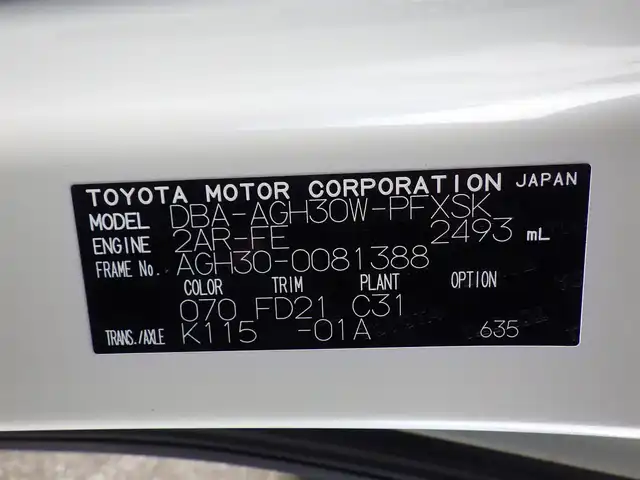 TOYOTA MOTOR CORPORATION JAPAN
MODEL DBA-AGH30W-PFXSK
ENGINE 2AR-FE 2493 mL
FRAME No. AGH30-0081388
COLOR TRIM PLANT OPTION
070 FD21 C31
TRANS./AXLE K115 -01A 635